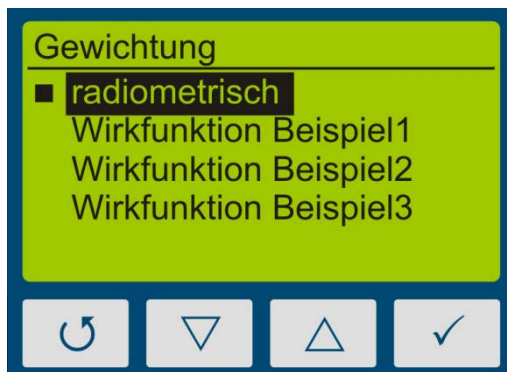 Gewichtung
radiometrisch
Wirkfunktion Beispiel1
Wirkfunktion Beispiel2
Wirkfunktion Beispiel3